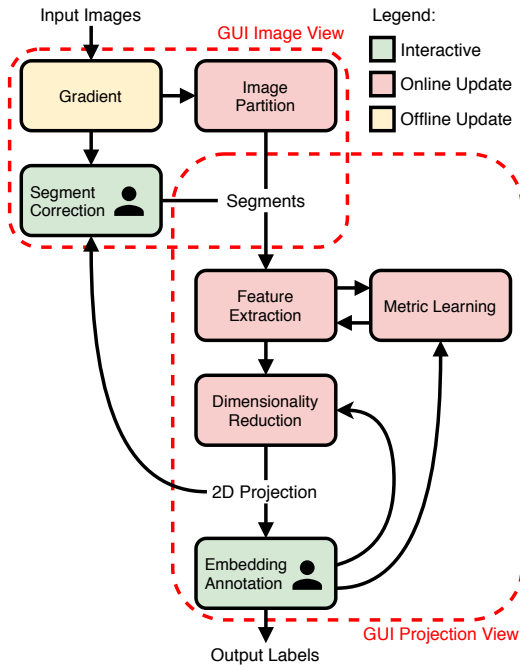 Input Images
Legend:
GUI Image View
Interactive
Online Update
Offline Update
Gradient
Image
Partition
Segment
Correction
Segments
Feature
Extraction
Metric Learning
Dimensionality
Reduction
2D Projection
Embedding
Annotation
GUI Projection View
Output Labels